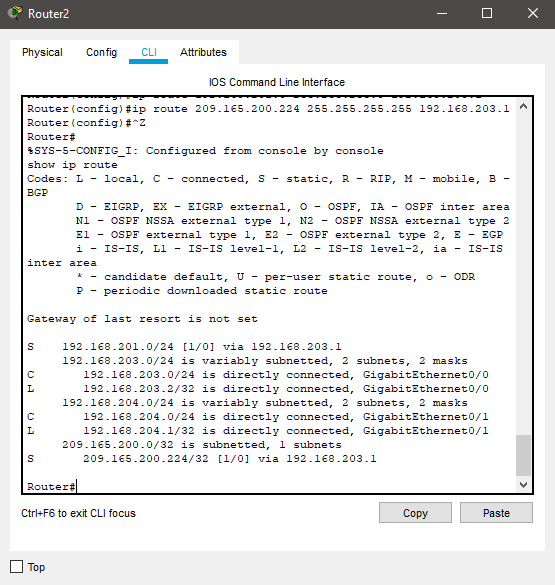 Router2
Physical Config CLI Attributes
IOS Command Line Interface
Router(config)#ip route 209.165.200.224 255.255.255.255 192.168.203.1
Router(config)#^Z
Router#
%SYS-5-CONFIG_I: Configured from console by console
show ip route
Codes: L - local, C - connected, S - static, R - RIP, M - mobile, B -
BGP
D - EIGRP, EX - EIGRP external, O - OSPF, IA - OSPF inter area
N1 - OSPF NSSA external type 1, N2 - OSPF NSSA external type 2
E1 - OSPF external type 1, E2 - OSPF external type 2, E - EGP
i - IS-IS, L1 - IS-IS level-1, L2 - IS-IS level-2, ia - IS-IS
inter area
* - candidate default, U - per-user static route, o - ODR
P - periodic downloaded static route
Gateway of last resort is not set
S 192.168.201.0/24 [1/0] via 192.168.203.1
192.168.203.0/24 is variably subnetted, 2 subnets, 2 masks
C 192.168.203.0/24 is directly connected, GigabitEthernet0/0
L 192.168.203.2/32 is directly connected, GigabitEthernet0/0
192.168.204.0/24 is variably subnetted, 2 subnets, 2 masks
C 192.168.204.0/24 is directly connected, GigabitEthernet0/1
L 192.168.204.1/32 is directly connected, GigabitEthernet0/1
209.165.200.0/32 is subnetted, 1 subnets
S 209.165.200.224/32 [1/0] via 192.168.203.1
Router#
Ctrl+F6 to exit CLI focus Copy Paste
Top